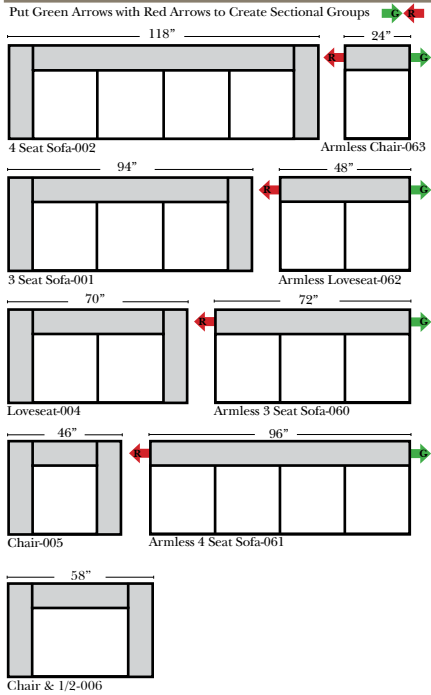 Put Green Arrows with Red Arrows to Create Sectional Groups G R
118” 24”
R G
4 Seat Sofa-002 Armless Chair-063
94” 48”
R G
3 Seat Sofa-001 Armless Loveseat-062
70” 72”
R G
Loveseat-004 Armless 3 Seat Sofa-060
46” 96”
R G
Chair-005 Armless 4 Seat Sofa-061
58”
Chair & 1/2-006